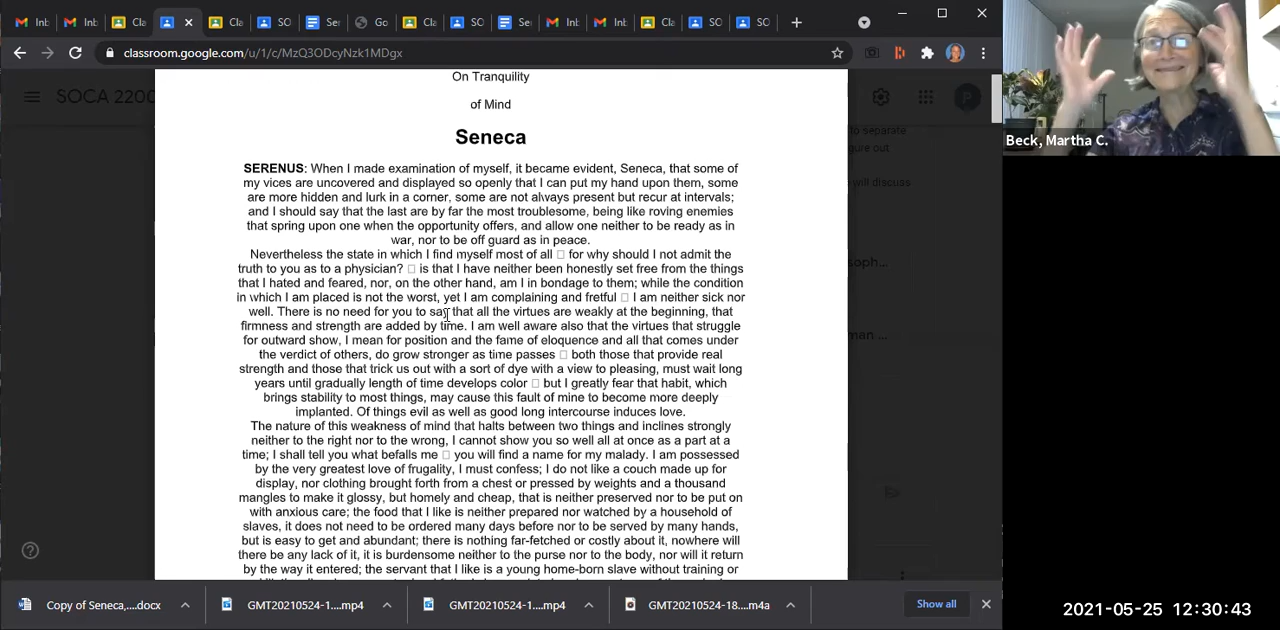 Inb
Inb
Cla
Cla
SO
Ser
Go
Cla
SO
Ser
Inb
Inb
Cla
SO
SO
classroom.google.com/u/1/c/MzQ3ODcyNzk1MDgx
SOCA 2200
P
Beck, Martha C.
On Tranquility
of Mind
Seneca
SERENUS: When I made examination of myself, it became evident, Seneca, that some of
my vices are uncovered and displayed so openly that I can put my hand upon them, some
are more hidden and lurk in a corner, some are not always present but recur at intervals;
and I should say that the last are by far the most troublesome, being like roving enemies
that spring upon one when the opportunity offers, and allow one neither to be ready as in
war, nor to be off guard as in peace.
Nevertheless the state in which I find myself most of all □ for why should I not admit the
truth to you as to a physician? □ is that I have neither been honestly set free from the things
that I hated and feared, nor, on the other hand, am I in bondage to them; while the condition
in which I am placed is not the worst, yet I am complaining and fretful □ I am neither sick nor
well. There is no need for you to say that all the virtues are weakly at the beginning, that
firmness and strength are added by time. I am well aware also that the virtues that struggle
for outward show, I mean for position and the fame of eloquence and all that comes under
the verdict of others, do grow stronger as time passes □ both those that provide real
strength and those that trick us out with a sort of dye with a view to pleasing, must wait long
years until gradually length of time develops color □ but I greatly fear that habit, which
brings stability to most things, may cause this fault of mine to become more deeply
implanted. Of things evil as well as good long intercourse induces love.
The nature of this weakness of mind that halts between two things and inclines strongly
neither to the right nor to the wrong, I cannot show you so well all at once as a part at a
time; I shall tell you what befalls me □ you will find a name for my malady. I am possessed
by the very greatest love of frugality, I must confess; I do not like a couch made up for
display, nor clothing brought forth from a chest or pressed by weights and a thousand
mangles to make it glossy, but homely and cheap, that is neither preserved nor to be put on
with anxious care; the food that I like is neither prepared nor watched by a household of
slaves, it does not need to be ordered many days before nor to be served by many hands,
but is easy to get and abundant; there is nothing far-fetched or costly about it, nowhere will
there be any lack of it, it is burdensome neither to the purse nor to the body, nor will it return
by the way it entered; the servant that I like is a young home-born slave without training or
to separate
gure out
will discuss
soph...
man ...
Copy of Seneca,....docx
GMT20210524-1....mp4
GMT20210524-1....mp4
GMT20210524-18....m4a
Show all
2021-05-25 12:30:43